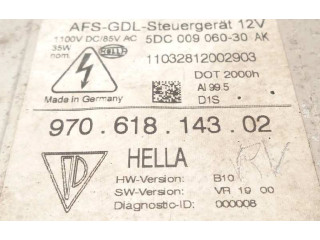 AFS-GDL-Steuergerät 12V
1100V DC/85V AC 5DC 009 060-30 AK
35W
nom.
HELLA
11032812002903
DOT 2000h
Al 99.5
D1S
Made in Germany
970.618.143.02
HELLA
HW-Version: B10
SW-Version: VR 19 00
Diagnostic-ID: 000008